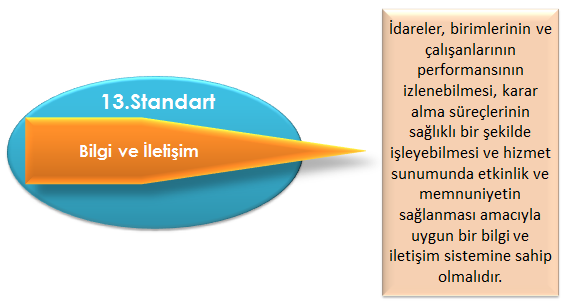 13.Standart
Bilgi ve İletişim
İdareler, birimlerinin ve
çalışanlarının
performansının
izlenebilmesi, karar
alma süreçlerinin
sağlıklı bir şekilde
işleyebilmesi ve hizmet
sunumunda etkinlik ve
memnuniyetin
sağlanması amacıyla
uygun bir bilgi ve
iletişim sistemine sahip
olmalıdır.